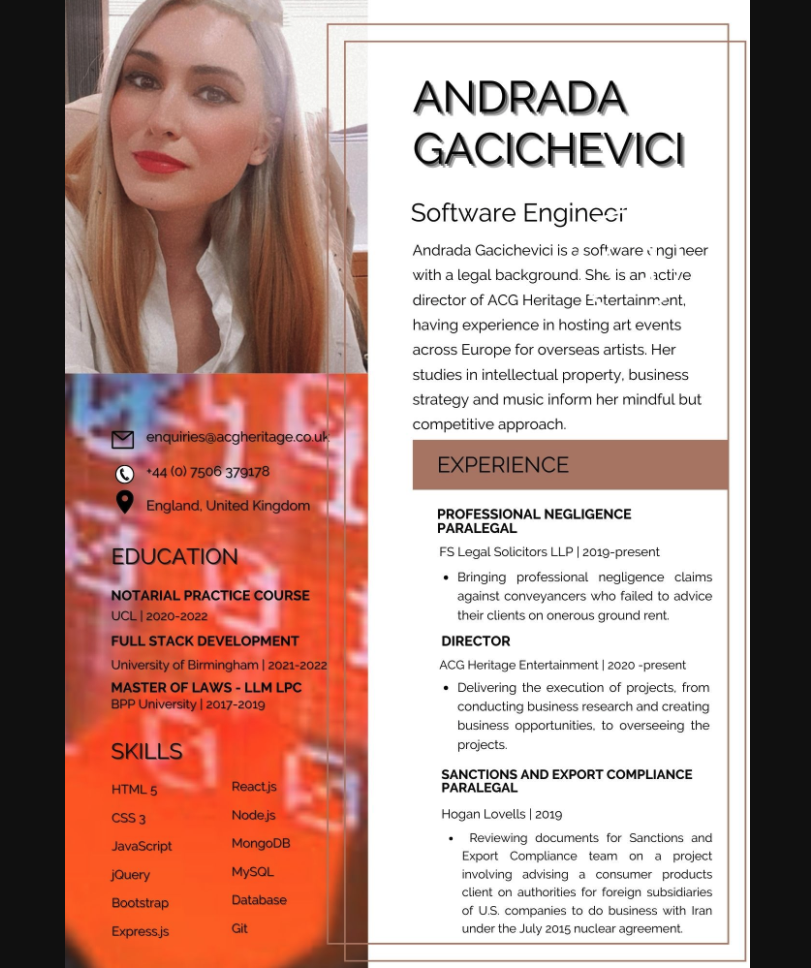 ANDRADA
GACICHEVICI
Software Engineer
Andrada Gacichevici is a software engineer
with a legal background. She is an active
director of ACG Heritage Entertainment,
having experience in hosting art events
across Europe for overseas artists. Her
studies in intellectual property, business
strategy and music inform her mindful but
competitive approach.
enquiries@acgheritage.co.uk
+44 (0) 7506 379178
England, United Kingdom
EDUCATION
NOTARIAL PRACTICE COURSE
UCL | 2020-2022
FULL STACK DEVELOPMENT
University of Birmingham | 2021-2022
MASTER OF LAWS - LLM LPC
BPP University | 2017-2019
SKILLS
HTML 5
CSS 3
JavaScript
jQuery
Bootstrap
Express.js
React.js
Node.js
MongoDB
MySQL
Database
Git
EXPERIENCE
PROFESSIONAL NEGLIGENCE
PARALEGAL
FS Legal Solicitors LLP | 2019-present
• Bringing professional negligence claims
against conveyancers who failed to advice
their clients on onerous ground rent.
DIRECTOR
ACG Heritage Entertainment | 2020 -present
• Delivering the execution of projects, from
conducting business research and creating
business opportunities, to overseeing the
projects.
SANCTIONS AND EXPORT COMPLIANCE
PARALEGAL
Hogan Lovells | 2019
• Reviewing documents for Sanctions and
Export Compliance team on a project
involving advising a consumer products
client on authorities for foreign subsidiaries
of U.S. companies to do business with Iran
under the July 2015 nuclear agreement.